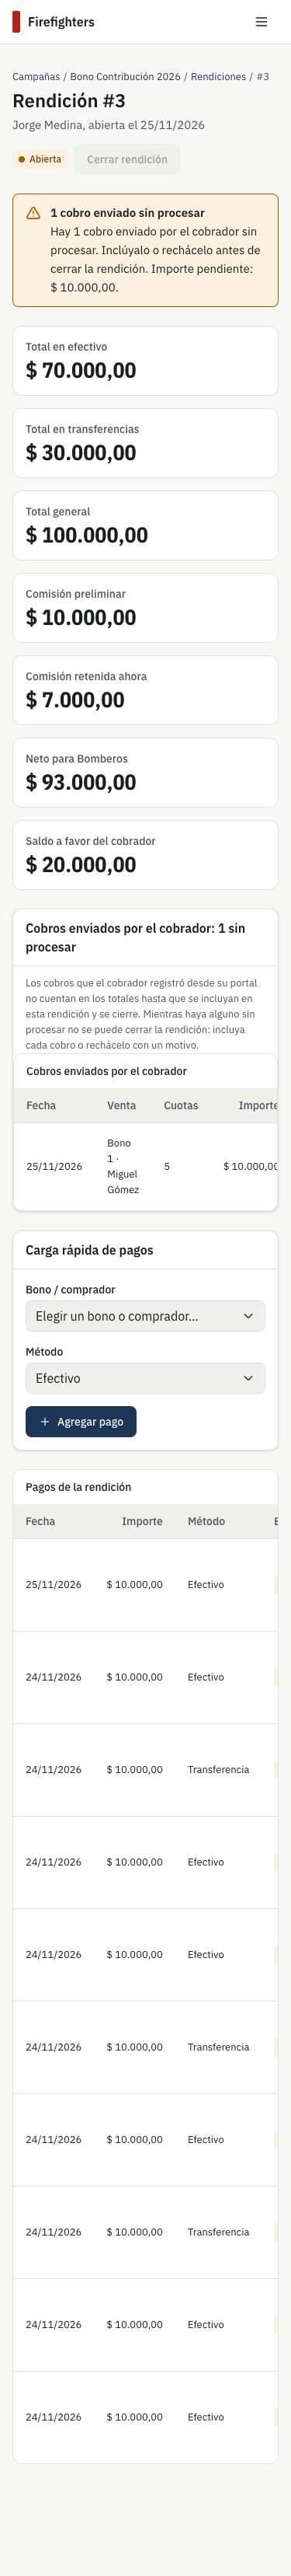 Firefighters
Campañas / Bono Contribución 2026 / Rendiciones / #3
Rendición #3
Jorge Medina, abierta el 25/11/2026
Abierta
Cerrar rendición
1 cobro enviado sin procesar
Hay 1 cobro enviado por el cobrador sin
procesar. Inclúyalo o rechácelo antes de
cerrar la rendición. Importe pendiente:
$ 10.000,00.
Total en efectivo
$ 70.000,00
Total en transferencias
$ 30.000,00
Total general
$ 100.000,00
Comisión preliminar
$ 10.000,00
Comisión retenida ahora
$ 7.000,00
Neto para Bomberos
$ 93.000,00
Saldo a favor del cobrador
$ 20.000,00
Cobros enviados por el cobrador: 1 sin
procesar
Los cobros que el cobrador registró desde su portal
no cuentan en los totales hasta que se incluyan en
esta rendición y se cierre. Mientras haya alguno sin
procesar no se puede cerrar la rendición: incluya
cada cobro o rechácelo con un motivo.
Cobros enviados por el cobrador
Fecha Venta Cuotas Importe
25/11/2026 Bono
1 ·
Miguel
Gómez
5 $ 10.000,00
Carga rápida de pagos
Bono / comprador
Elegir un bono o comprador...
Método
Efectivo
Agregar pago
Pagos de la rendición
Fecha Importe Método E
25/11/2026 $ 10.000,00 Efectivo
24/11/2026 $ 10.000,00 Efectivo
24/11/2026 $ 10.000,00 Transferencia
24/11/2026 $ 10.000,00 Efectivo
24/11/2026 $ 10.000,00 Efectivo
24/11/2026 $ 10.000,00 Transferencia
24/11/2026 $ 10.000,00 Efectivo
24/11/2026 $ 10.000,00 Transferencia
24/11/2026 $ 10.000,00 Efectivo
24/11/2026 $ 10.000,00 Efectivo